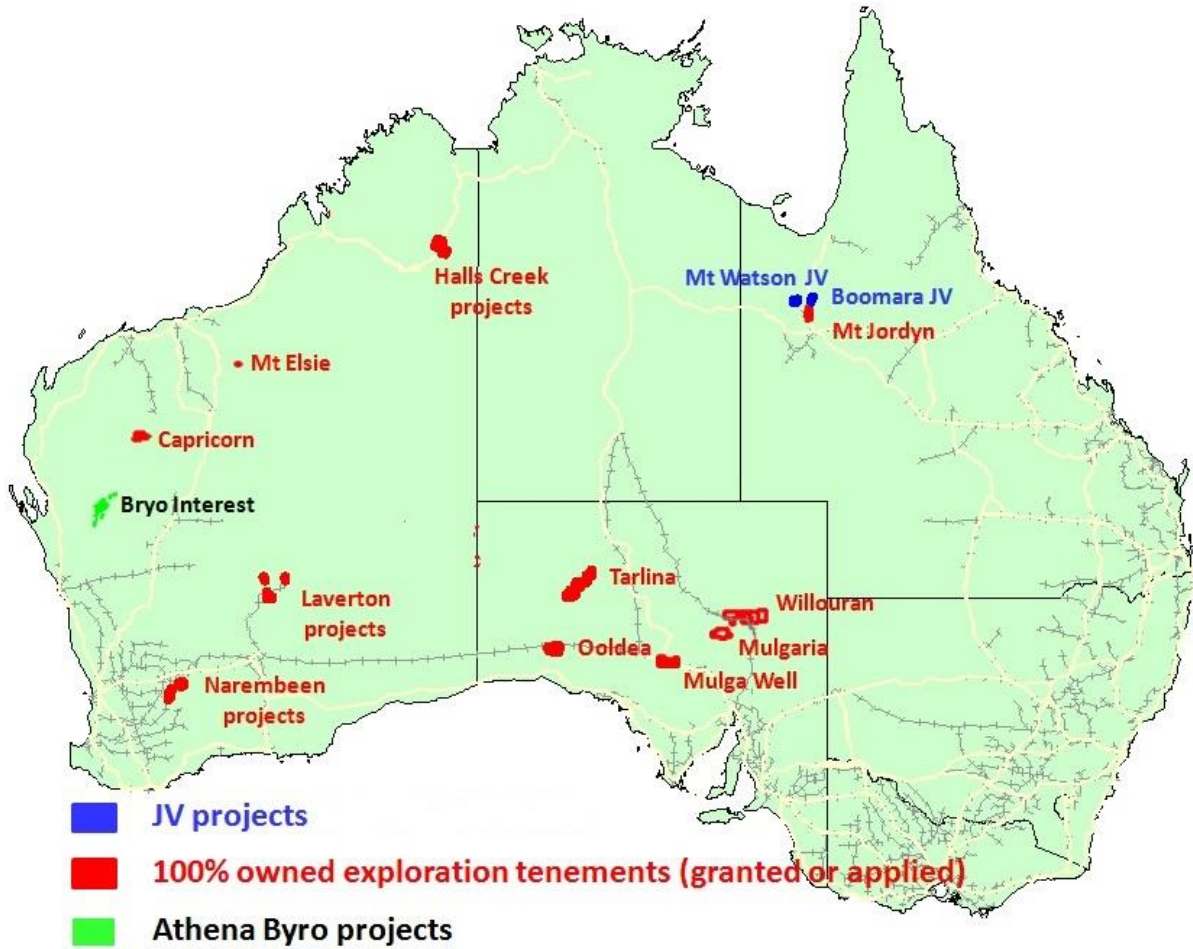 Halls Creek
projects
Mt Watson JV
Boomara JV
Mt Jordyn
Mt Elsie
Capricorn
Bryo Interest
Laverton
projects
Tarlina
Willouran
Ooldea
Mulgaria
Mulga Well
Narembeen
projects
JV projects
100% owned exploration tenements (granted or applied)
Athena Byro projects